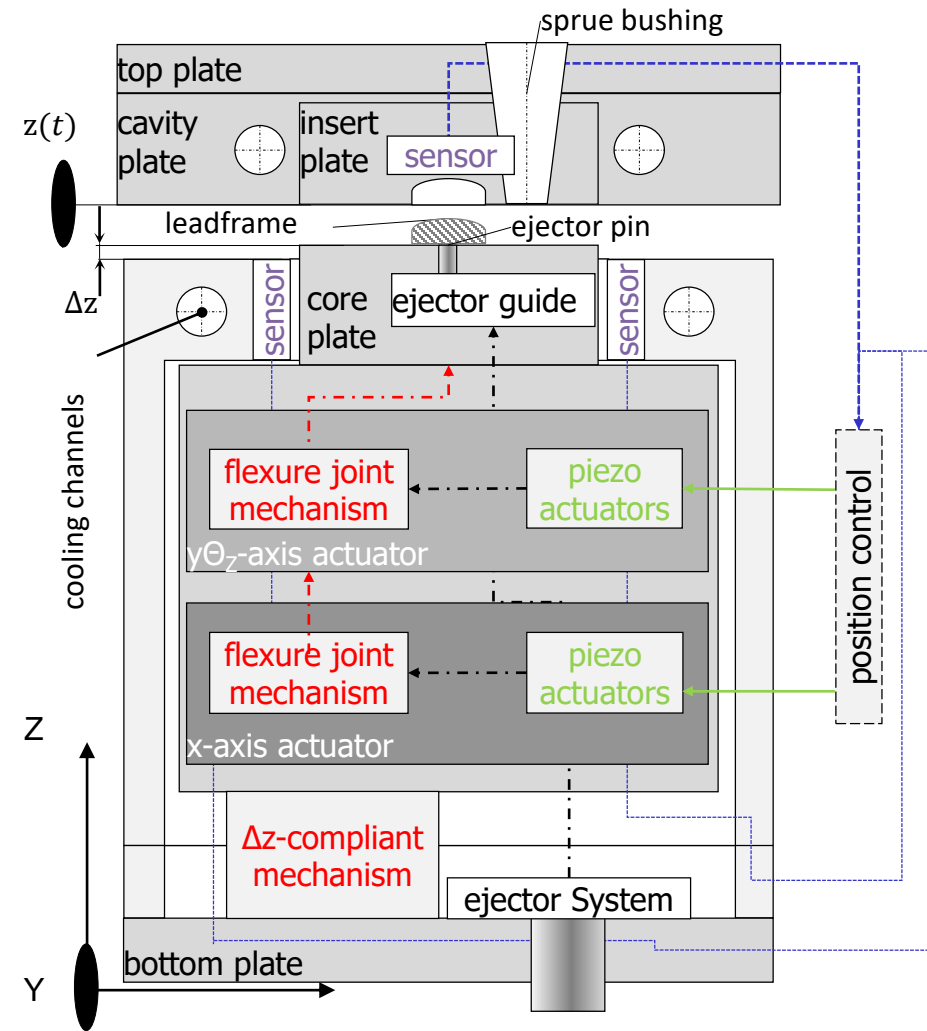 sprue bushing
top plate
z(t)
cavity
plate
insert
plate
sensor
leadframe
ejector pin
Δz
sensor
core
plate
ejector guide
sensor
cooling channels
flexure joint
mechanism
piezo
actuators
yΘz-axis actuator
position control
flexure joint
mechanism
piezo
actuators
x-axis actuator
Z
Δz-compliant
mechanism
ejector System
bottom plate
Y